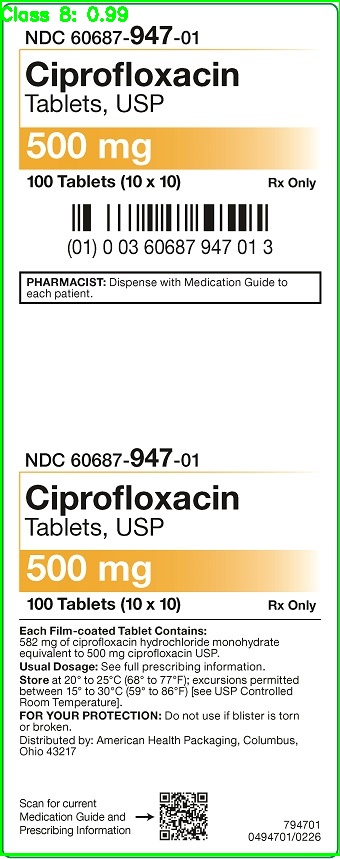 Class 8: 0.99
NDC 60687-947-01
Ciprofloxacin
Tablets, USP
500 mg
100 Tablets (10 x 10) Rx Only
(01) 0 03 60687 947 01 3
PHARMACIST: Dispense with Medication Guide to
each patient.
NDC 60687-947-01
Ciprofloxacin
Tablets, USP
500 mg
100 Tablets (10 x 10) Rx Only
Each Film-coated Tablet Contains:
582 mg of ciprofloxacin hydrochloride monohydrate
equivalent to 500 mg ciprofloxacin USP.
Usual Dosage: See full prescribing information.
Store at 20° to 25°C (68° to 77°F); excursions permitted
between 15° to 30°C (59° to 86°F) [see USP Controlled
Room Temperature].
FOR YOUR PROTECTION: Do not use if blister is torn
or broken.
Distributed by: American Health Packaging, Columbus,
Ohio 43217
Scan for current
Medication Guide and
Prescribing Information
794701
0494701/0226